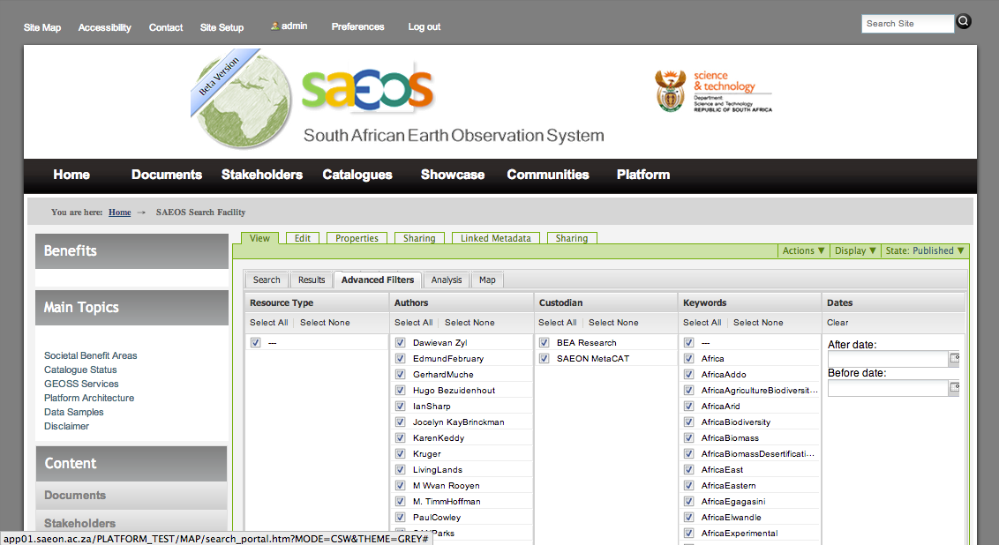 Site Map Accessibility Contact Site Setup admin Preferences Log out Search Site
Beta Version
saeos
South African Earth Observation System
science
& technology
Department
Science and Technology
REPUBLIC OF SOUTH AFRICA
Home Documents Stakeholders Catalogues Showcase Communities Platform
You are here: Home → SAEOS Search Facility
Benefits
Main Topics
Societal Benefit Areas
Catalogue Status
GEOSS Services
Platform Architecture
Data Samples
Disclaimer
Content
Documents
Stakeholders
View Edit Properties Sharing Linked Metadata Sharing
Actions ▼ Display ▼ State: Published ▼
Search Results Advanced Filters Analysis Map
Resource Type Authors Custodian Keywords Dates
Select All Select None Select All Select None Select All Select None Select All Select None Clear
--- Dawievan Zyl BEA Research --- After date:
EdmundFebruary SAEON MetaCAT Africa
GerhardMuche AfricaAddo Before date:
Hugo Bezuidenhout AfricaAgricultureBiodiversit...
IanSharp AfricaArid
Jocelyn KayBrinckman AfricaBiodiversity
KarenKeddy AfricaBiomass
Kruger AfricaBiomassDesertificati...
LivingLands AfricaEast
M Wvan Rooyen AfricaEastern
M. TimmHoffman AfricaEgagasini
PaulCowley AfricaElwandle
AfricaExperimental
app01.saeon.ac.za/PLATFORM_TEST/MAP/search_portal.htm?MODE=CSW&THEME=GREY#